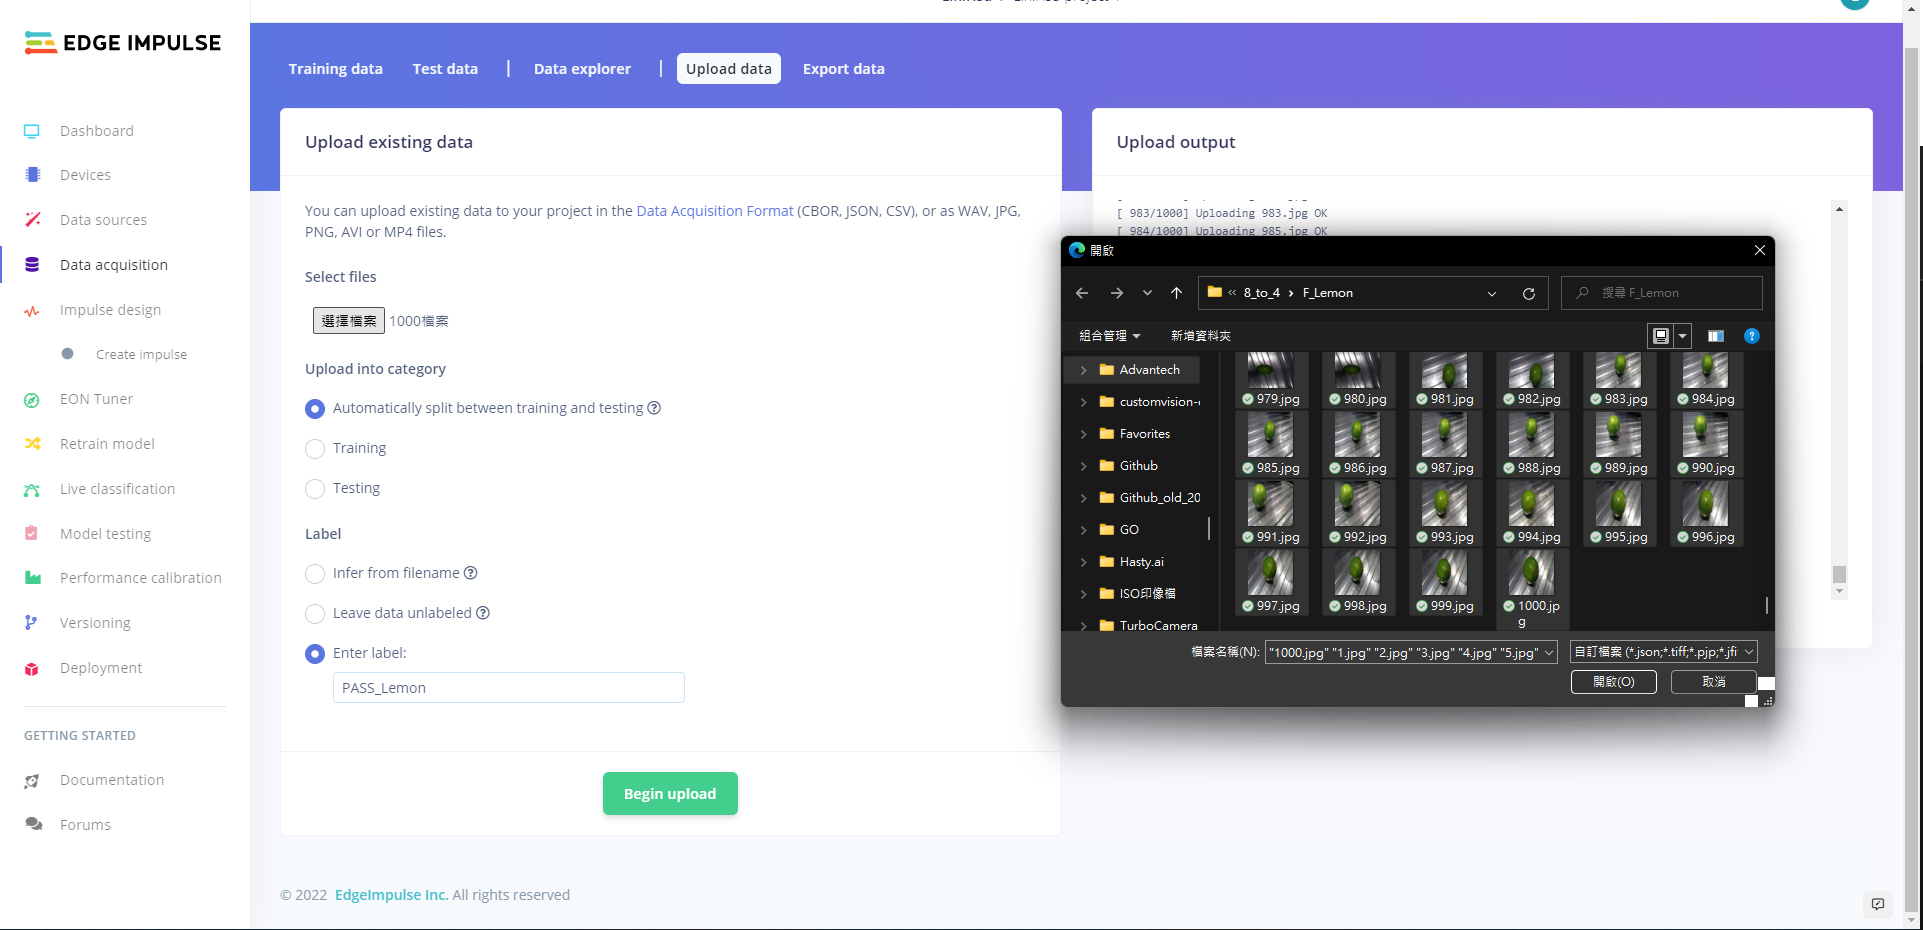 EDGE IMPULSE
Dashboard
Devices
Data sources
Data acquisition
Impulse design
Create impulse
EON Tuner
Retrain model
Live classification
Model testing
Performance calibration
Versioning
Deployment
GETTING STARTED
Documentation
Forums
Training data
Test data
|
Data explorer
|
Upload data
Export data
Upload existing data
You can upload existing data to your project in the Data Acquisition Format (CBOR, JSON, CSV), or as WAV, JPG,
PNG, AVI or MP4 files.
Select files
選擇檔案 1000檔案
Upload into category
Automatically split between training and testing
Training
Testing
Label
Infer from filename
Leave data unlabeled
Enter label:
PASS_Lemon
Begin upload
© 2022 EdgeImpulse Inc. All rights reserved
Upload output
[ 983/1000] Uploading 983.jpg OK
[ 984/1000] Uploading 985.jpg OK
開啟
« 8_to_4 › F_Lemon
搜尋 F_Lemon
組合管理
新增資料夾
Advantech
customvision-
Favorites
Github
Github_old_20
GO
Hasty.ai
ISO印像檔
TurboCamera
979.jpg 980.jpg 981.jpg 982.jpg 983.jpg 984.jpg
985.jpg 986.jpg 987.jpg 988.jpg 989.jpg 990.jpg
991.jpg 992.jpg 993.jpg 994.jpg 995.jpg 996.jpg
997.jpg 998.jpg 999.jpg 1000.jp
g
檔案名稱(N): "1000.jpg" "1.jpg" "2.jpg" "3.jpg" "4.jpg" "5.jpg"
自訂檔案 (*.json;*.tiff;*.pjp;*.jfi
開啟(O)
取消